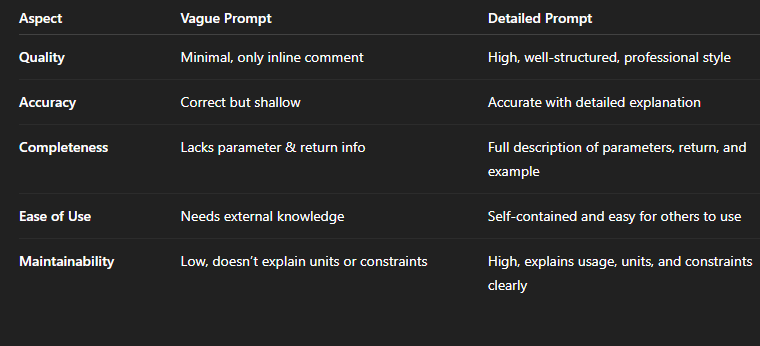 Aspect Vague Prompt Detailed Prompt
Quality Minimal, only inline comment High, well-structured, professional style
Accuracy Correct but shallow Accurate with detailed explanation
Completeness Lacks parameter & return info Full description of parameters, return, and
example
Ease of Use Needs external knowledge Self-contained and easy for others to use
Maintainability Low, doesn’t explain units or constraints High, explains usage, units, and constraints
clearly